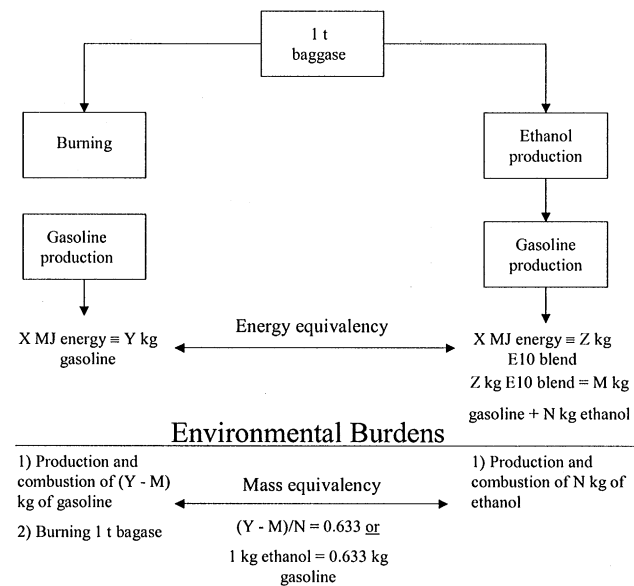 1 t
baggase
Burning
Ethanol
production
Gasoline
production
Gasoline
production
X MJ energy ≡ Y kg
gasoline
Energy equivalency
X MJ energy ≡ Z kg
E10 blend
Z kg E10 blend = M kg
gasoline + N kg ethanol
Environmental Burdens
1) Production and
combustion of (Y - M)
kg of gasoline
2) Burning 1 t bagase
Mass equivalency
(Y - M)/N = 0.633 or
1 kg ethanol = 0.633 kg
gasoline
1) Production and
combustion of N kg of
ethanol